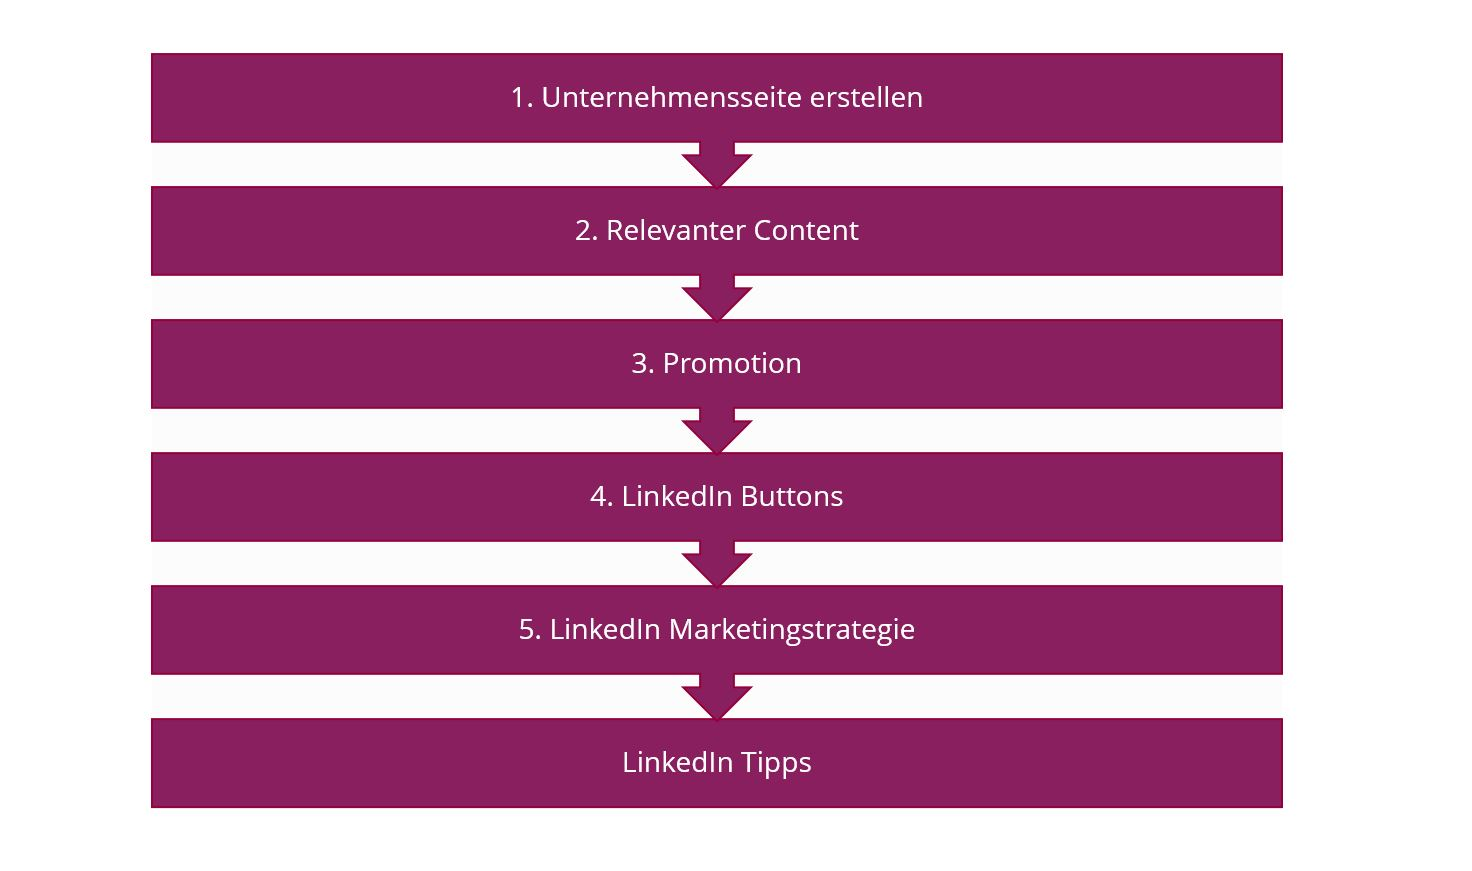 1. Unternehmensseite erstellen
2. Relevanter Content
3. Promotion
4. LinkedIn Buttons
5. LinkedIn Marketingstrategie
LinkedIn Tipps